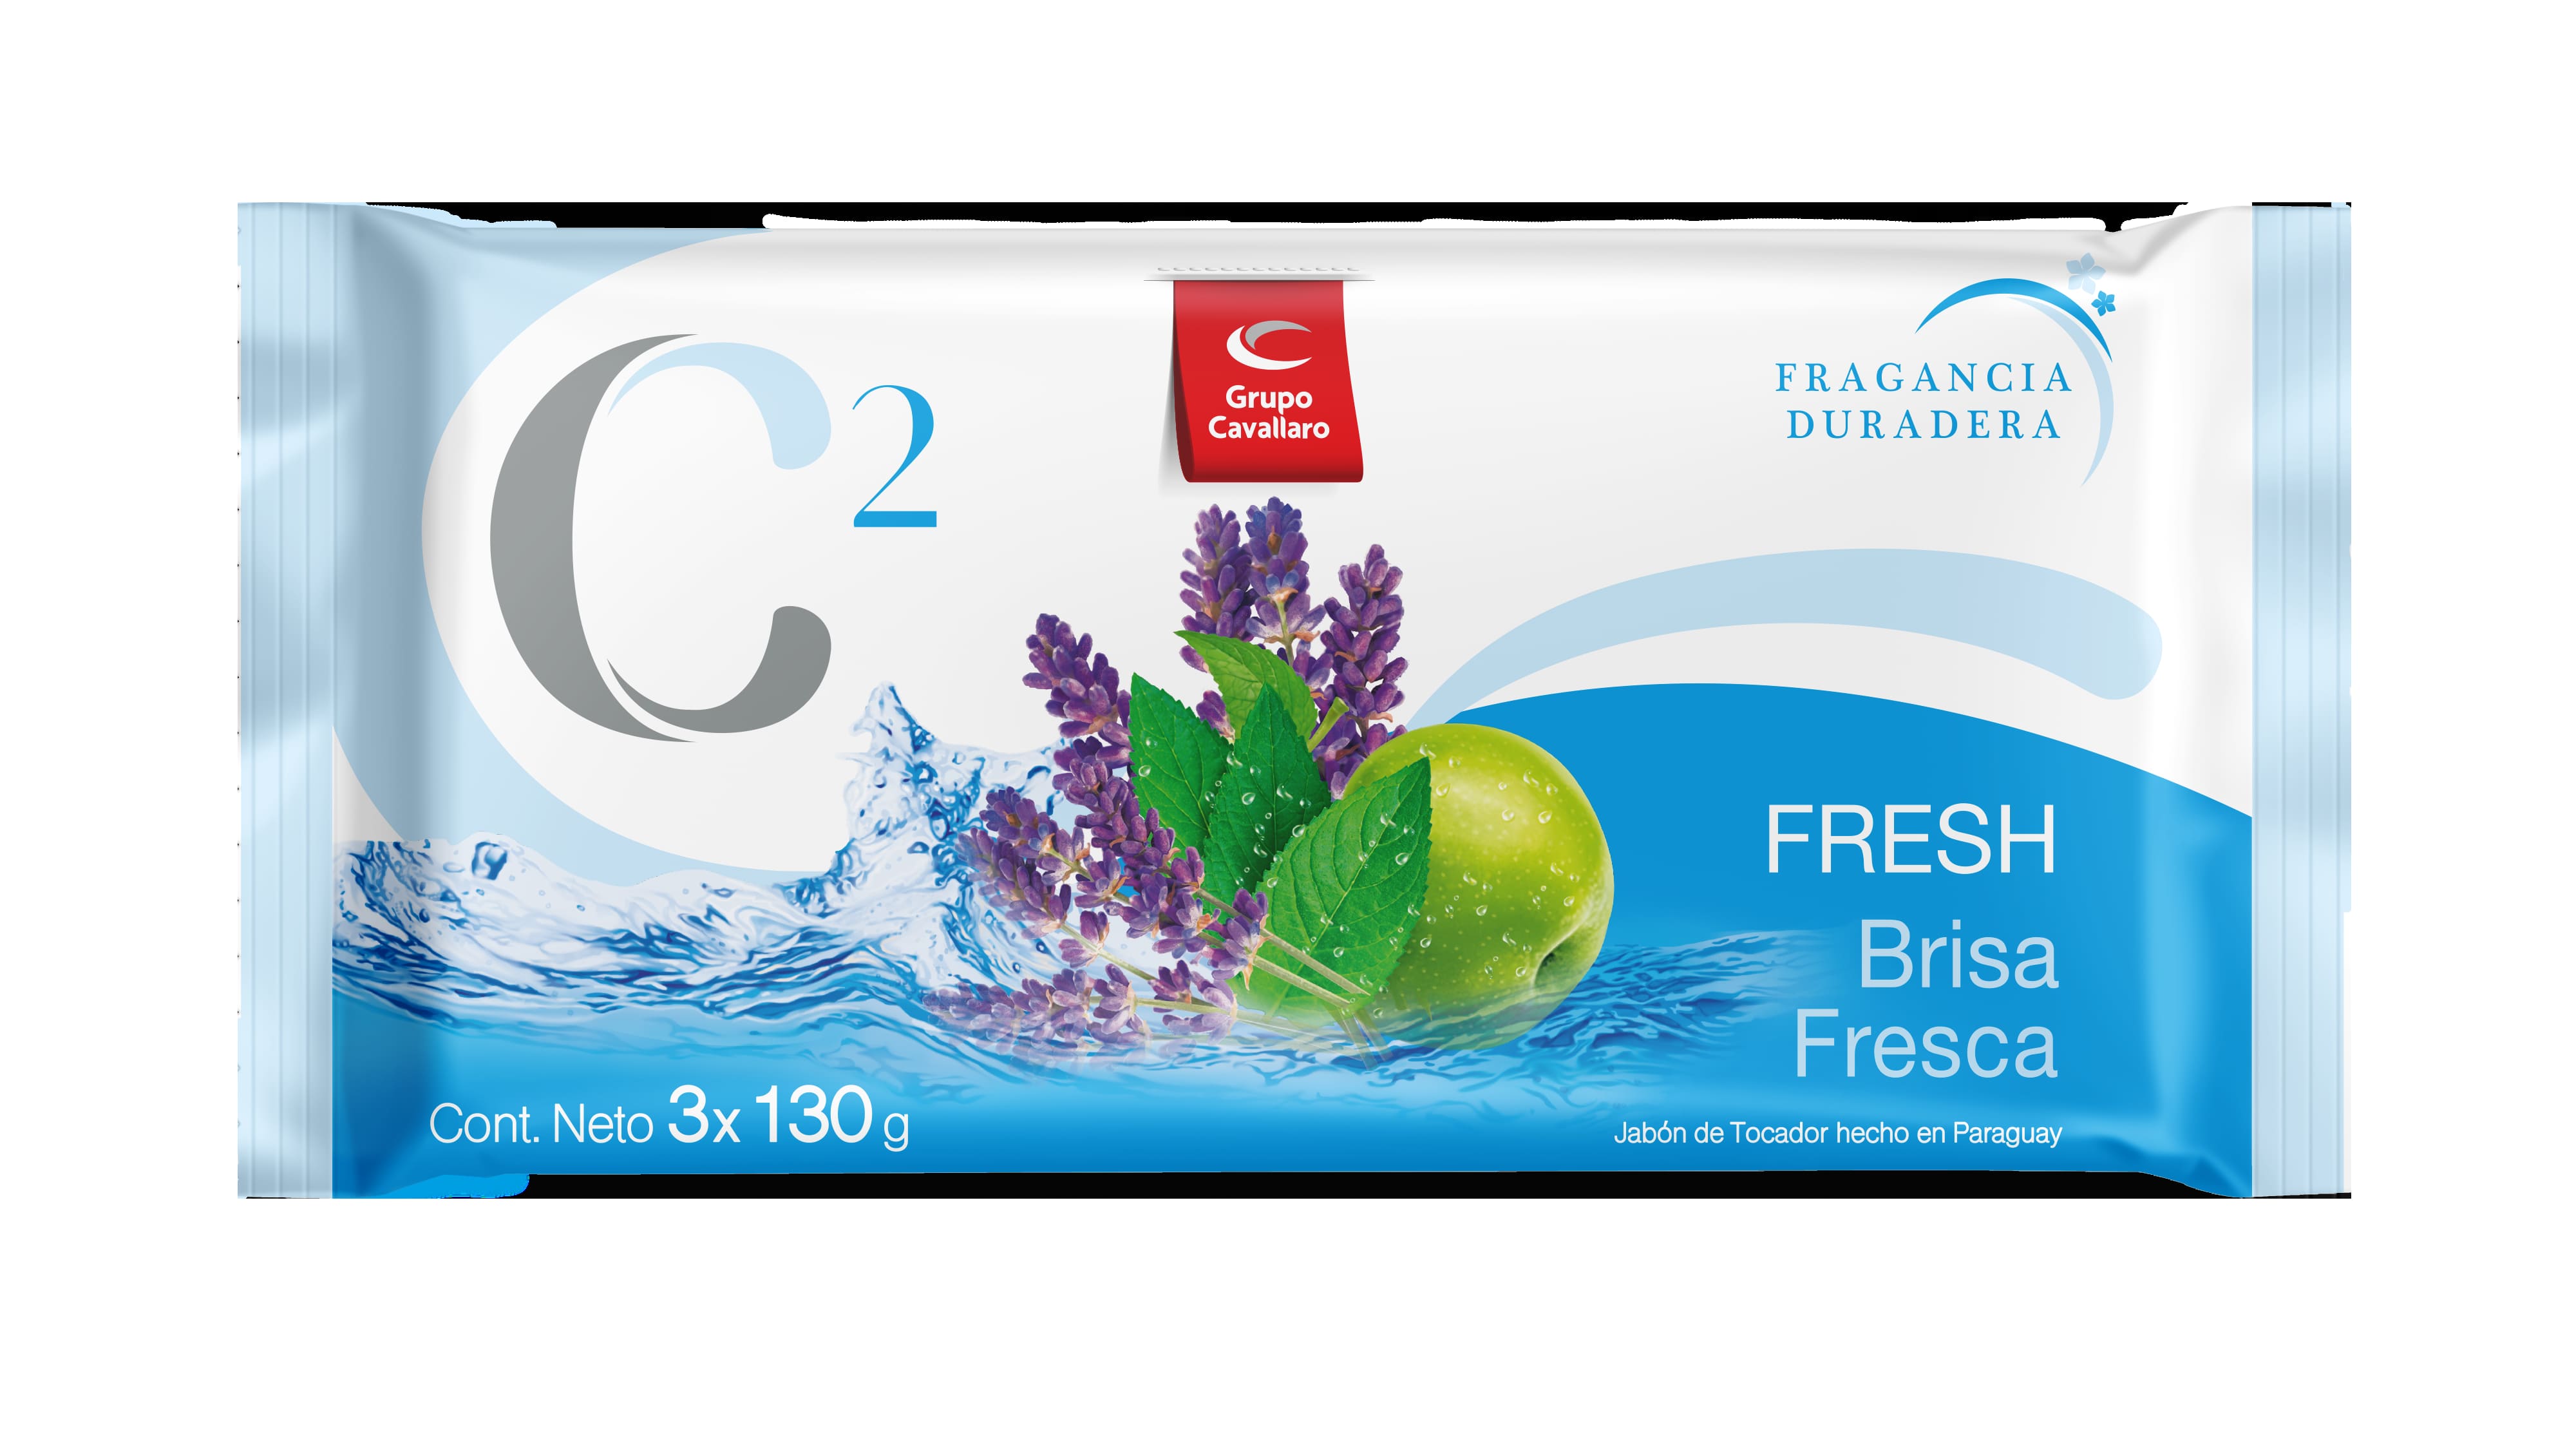 C²
Grupo
Cavallaro
FRAGANCIA
DURADERA
FRESH
Brisa
Fresca
Cont. Neto 3x130 g
Jabón de Tocador hecho en Paraguay